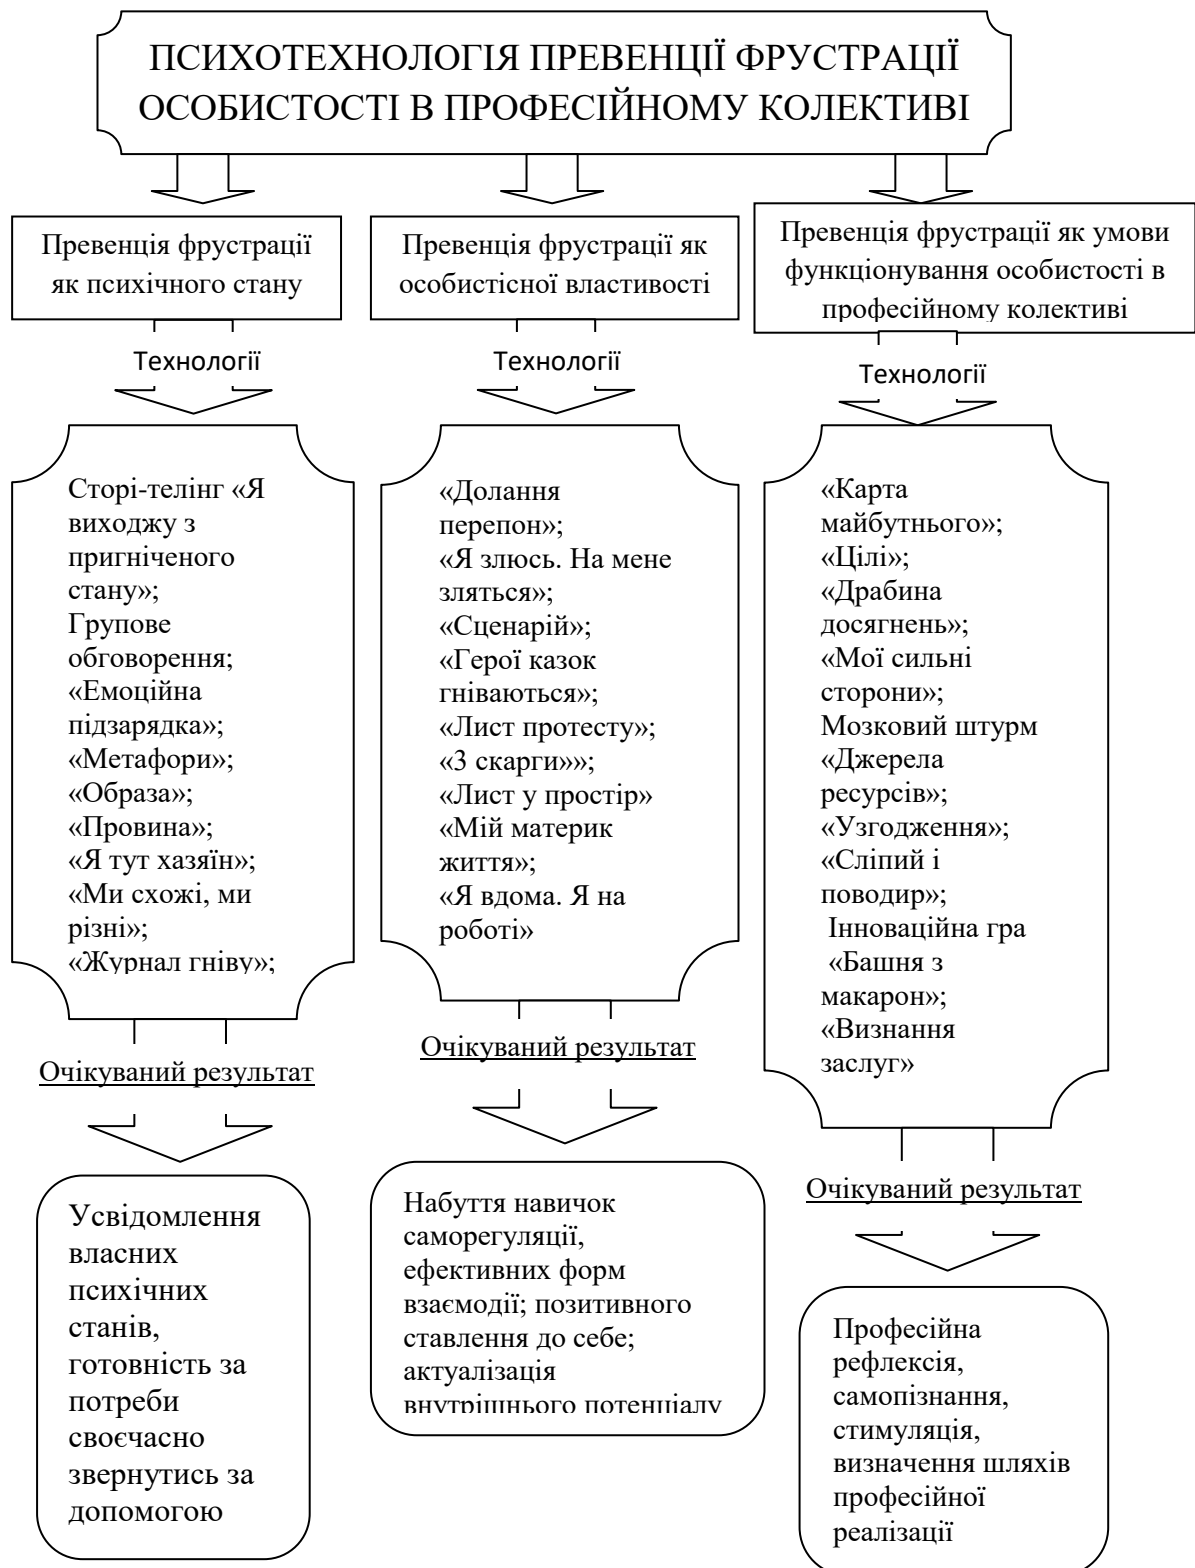 ПСИХОТЕХНОЛОГІЯ ПРЕВЕНЦІЇ ФРУСТРАЦІЇ
ОСОБИСТОСТІ В ПРОФЕСІЙНОМУ КОЛЕКТИВІ
Превенція фрустрації
як психічного стану
Превенція фрустрації як
особистісної властивості
Превенція фрустрації як умови
функціонування особистості в
професійному колективі
Технології
Технології
Технології
Сторі-телінг «Я
виходжу з
пригніченого
стану»;
Групове
обговорення;
«Емоційна
підзарядка»;
«Метафори»;
«Образа»;
«Провина»;
«Я тут хазяїн»;
«Ми схожі, ми
різні»;
«Журнал гніву»;
«Долання
перепон»;
«Я злюсь. На мене
зляться»;
«Сценарій»;
«Герої казок
гніваються»;
«Лист протесту»;
«3 скарги»»;
«Лист у простір»
«Мій материк
життя»;
«Я вдома. Я на
роботі»
«Карта
майбутнього»;
«Цілі»;
«Драбина
досягнень»;
«Мої сильні
сторони»;
Мозковий штурм
«Джерела
ресурсів»;
«Узгодження»;
«Сліпий і
поводир»;
Інноваційна гра
«Башня з
макарон»;
«Визнання
заслуг»
Очікуваний результат
Очікуваний результат
Очікуваний результат
Усвідомлення
власних
психічних
станів,
готовність за
потреби
своєчасно
звернутись за
допомогою
Набуття навичок
саморегуляції,
ефективних форм
взаємодії; позитивного
ставлення до себе;
актуалізація
внутрішнього потенціалу
Професійна
рефлексія,
самопізнання,
стимуляція,
визначення шляхів
професійної
реалізації